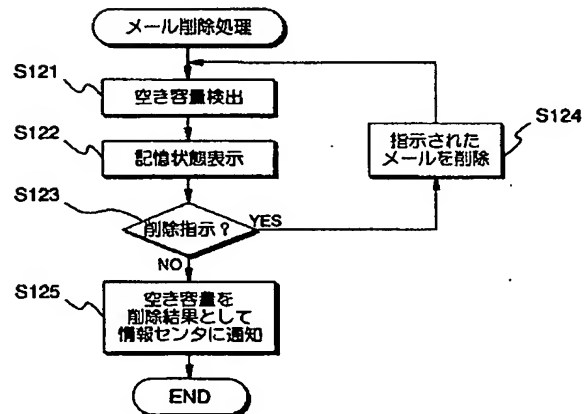 メール削除処理
S121
空き容量検出
S122
記憶状態表示
S123
削除指示？
YES
S124
指示された
メールを削除
NO
S125
空き容量を
削除結果として
情報センタに通知
END